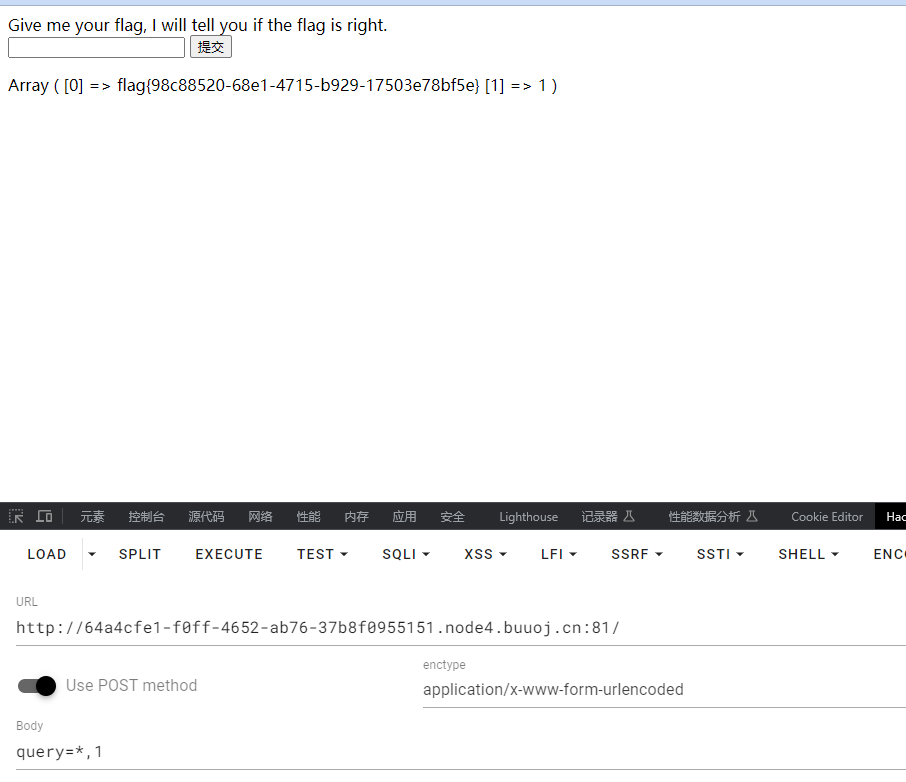 Give me your flag, I will tell you if the flag is right.
提交
Array ( [0] => flag{98c88520-68e1-4715-b929-17503e78bf5e} [1] => 1 )
元素 控制台 源代码 网络 性能 内存 应用 安全 Lighthouse 记录器 性能数据分析 Cookie Editor Hac
LOAD SPLIT EXECUTE TEST SQLI XSS LFI SSRF SSTI SHELL ENC
URL
http://64a4cfe1-f0ff-4652-ab76-37b8f0955151.node4.buuoj.cn:81/
Use POST method
enctype
application/x-www-form-urlencoded
Body
query=*,1